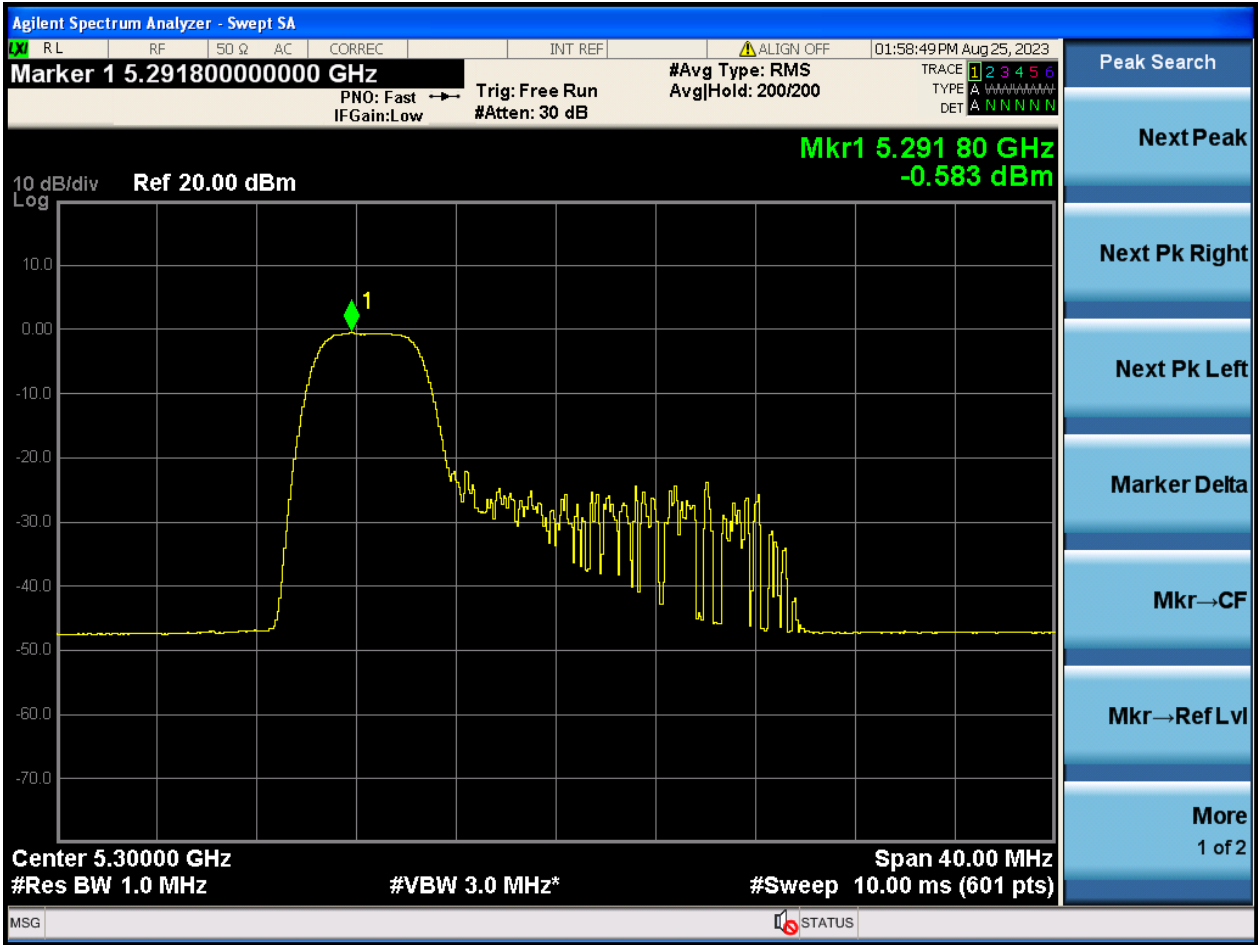 Agilent Spectrum Analyzer - Swept SA
LXI RL RF 50 Ω AC CORREC INT REF ALIGN OFF 01:58:49 PM Aug 25, 2023
Marker 1 5.291800000000 GHz
PNO: Fast
IFGain:Low
Trig: Free Run
#Atten: 30 dB
#Avg Type: RMS
Avg|Hold: 200/200
TRACE 1 2 3 4 5 6
TYPE A WWWWW
DET A N N N N N
Mkr1 5.291 80 GHz
-0.583 dBm
10 dB/div Ref 20.00 dBm
Log
1
10.0
0.00
-10.0
-20.0
-30.0
-40.0
-50.0
-60.0
-70.0
Center 5.30000 GHz Span 40.00 MHz
#Res BW 1.0 MHz #VBW 3.0 MHz* #Sweep 10.00 ms (601 pts)
MSG STATUS
Peak Search
Next Peak
Next Pk Right
Next Pk Left
Marker Delta
Mkr→CF
Mkr→Ref Lvl
More
1 of 2